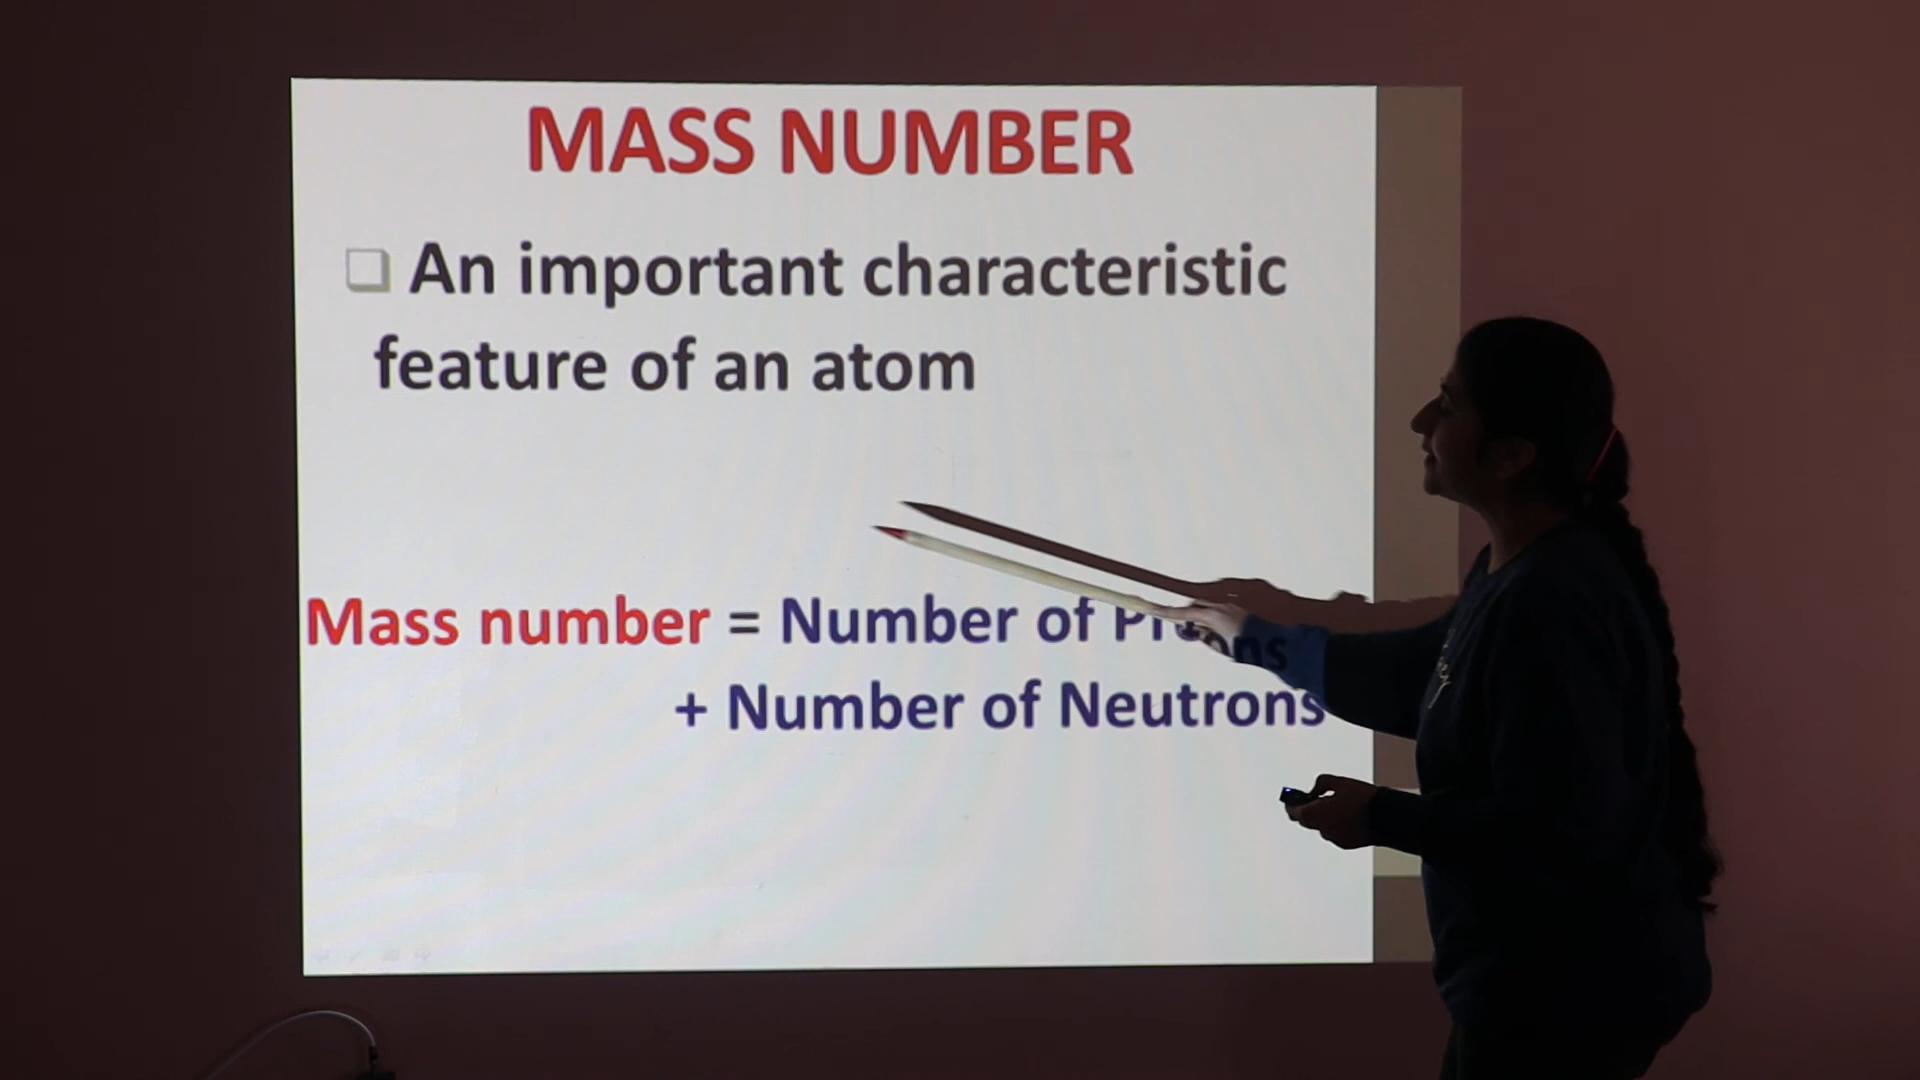 MASS NUMBER
An important characteristic
feature of an atom
Mass number = Number of
+ Number of Neutrons